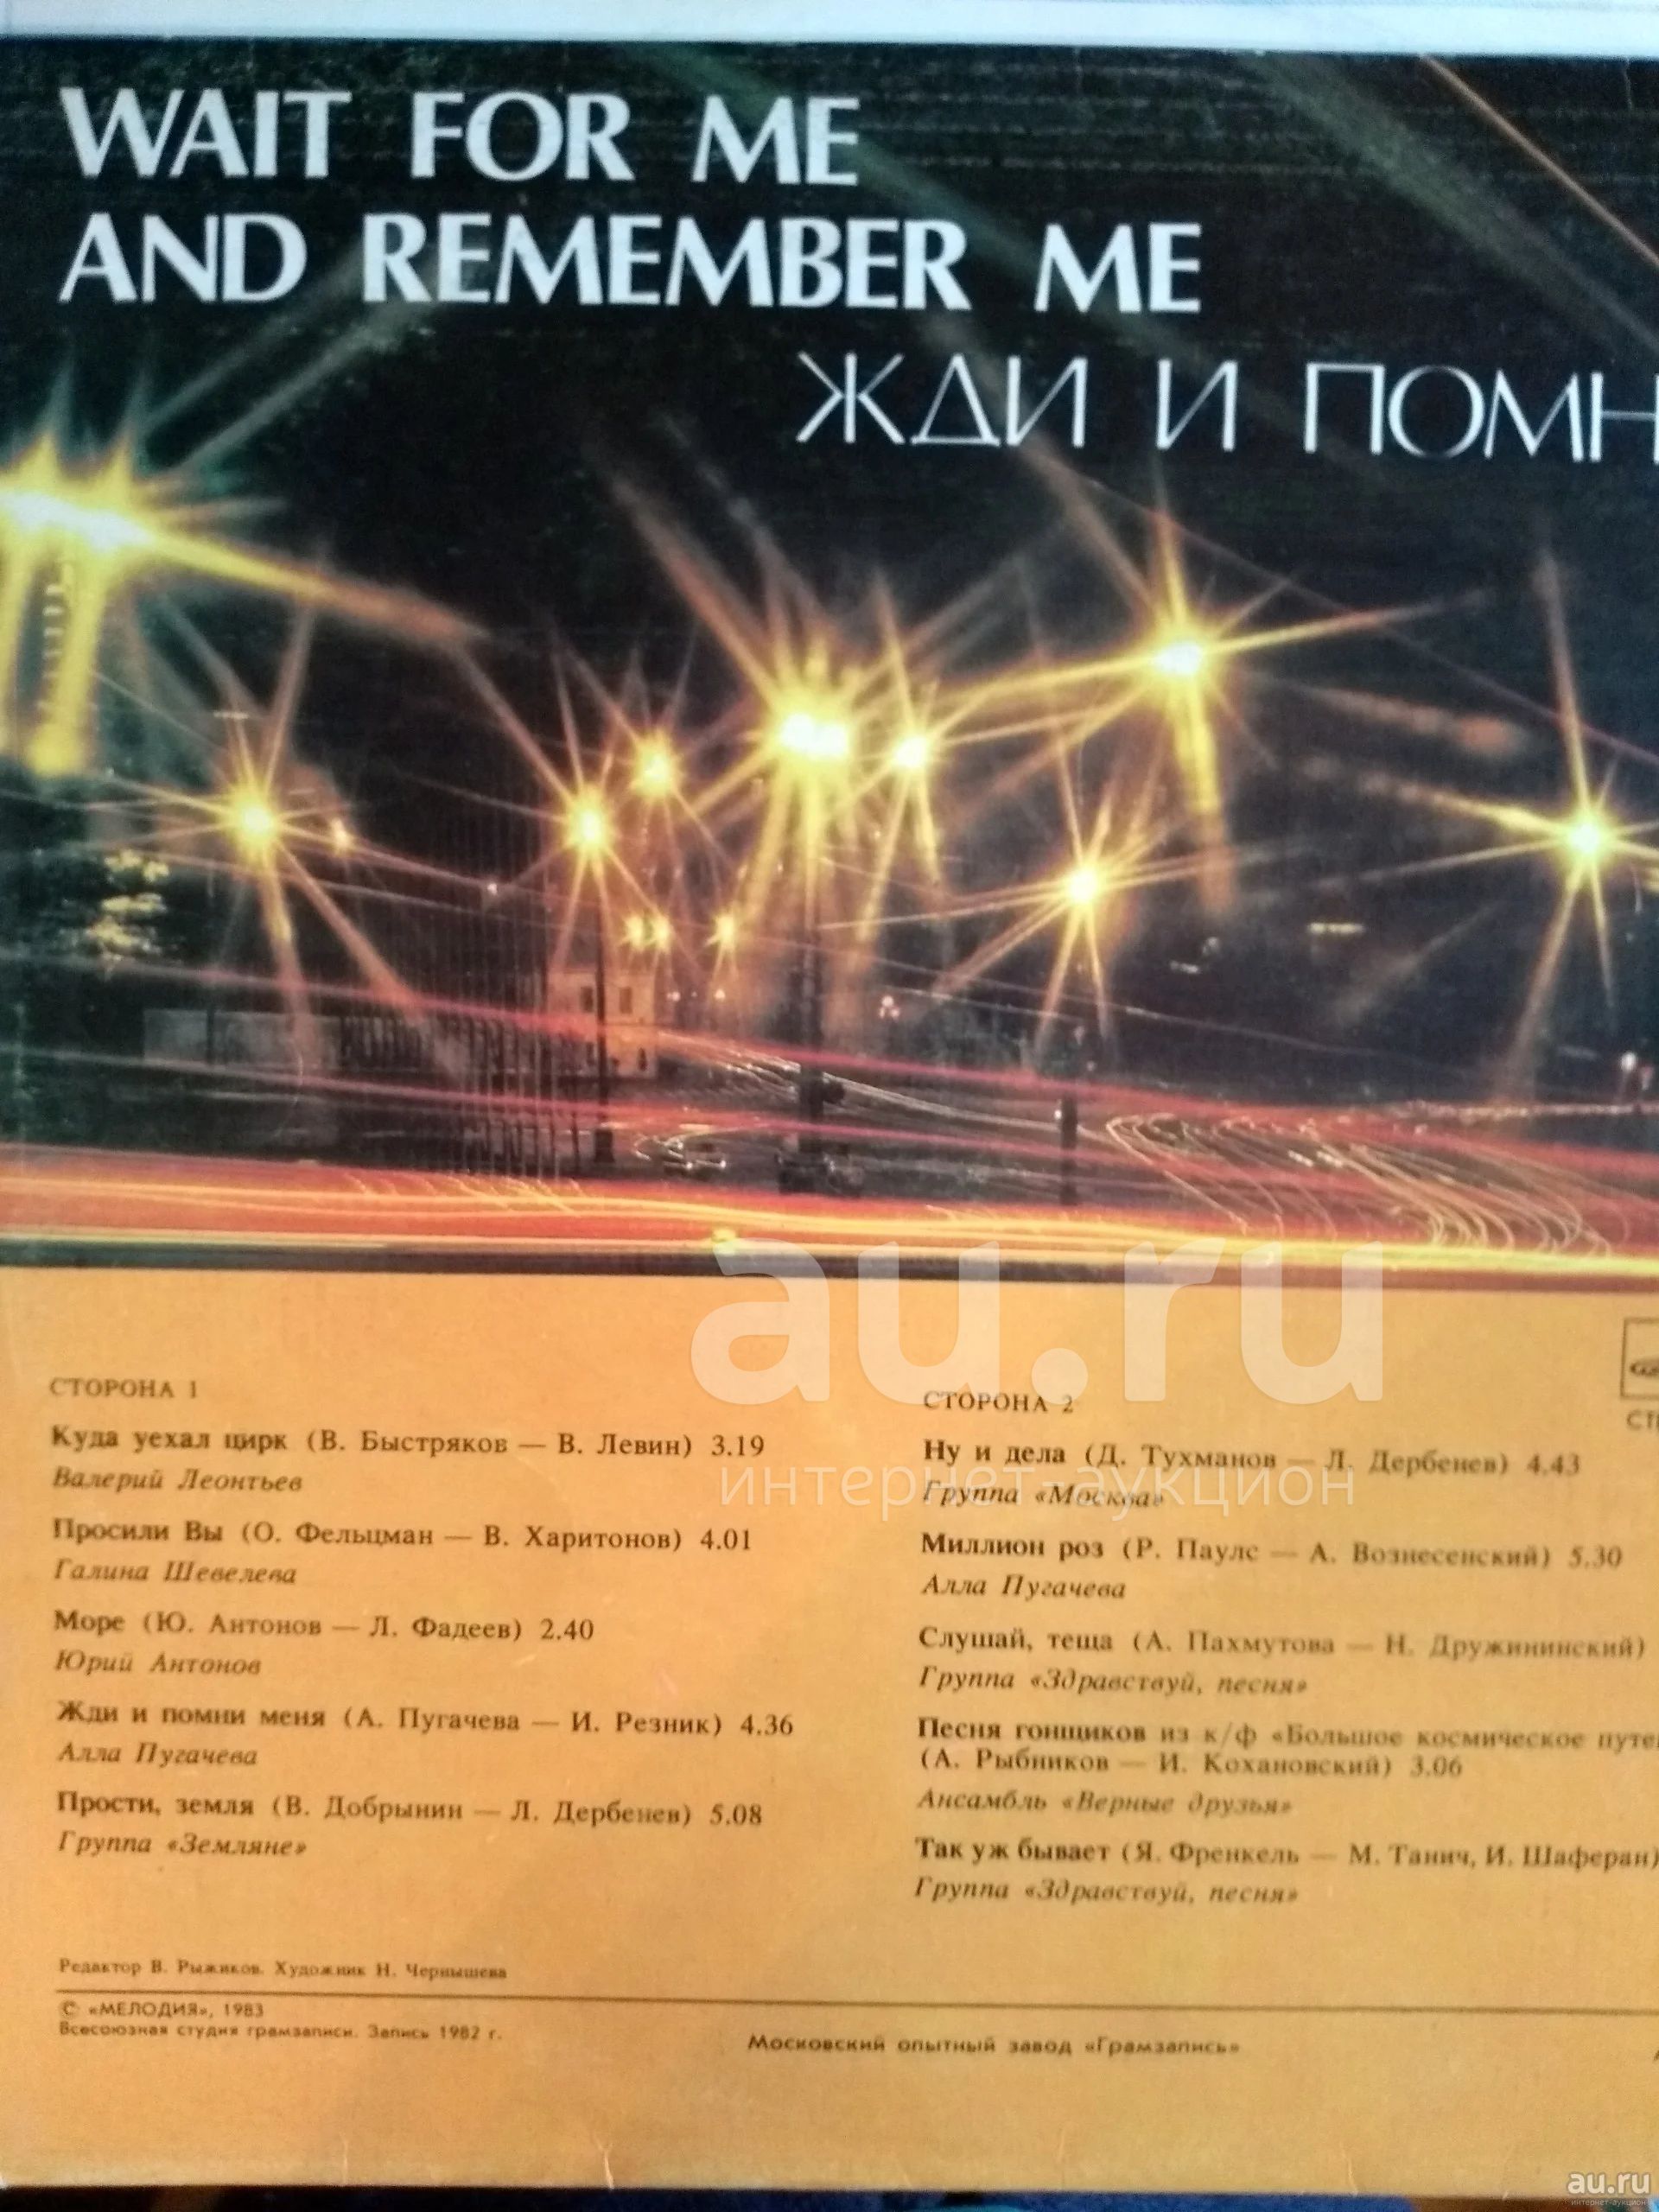 WAIT FOR ME
AND REMEMBER ME
ЖДИ И ПОМН
au.ru
интернет-аукцион
СТОРОНА 1
Куда уехал цирк (В. Быстряков — В. Левин) 3.19
Валерий Леонтьев
Просили Вы (О. Фельцман — В. Харитонов) 4.01
Галина Шевелева
Море (Ю. Антонов — Л. Фадеев) 2.40
Юрий Антонов
Жди и помни меня (А. Пугачева — И. Резник) 4.36
Алла Пугачева
Прости, земля (В. Добрынин — Л. Дербенев) 5.08
Группа «Земляне»
СТОРОНА 2
Ну и дела (Д. Тухманов — Л. Дербенев) 4.43
Группа «Москва»
Миллион роз (Р. Паулс — А. Вознесенский) 5.30
Алла Пугачева
Слушай, теща (А. Пахмутова — Н. Дружининский)
Группа «Здравствуй, песня»
Песня гонщиков из к/ф «Большое космическое путе
(А. Рыбников — И. Кохановский) 3.06
Ансамбль «Верные друзья»
Так уж бывает (Я. Френкель — М. Танич, И. Шаферан)
Группа «Здравствуй, песня»
СТ
Редактор В. Рыжиков. Художник Н. Чернышева
© «МЕЛОДИЯ», 1983
Всесоюзная студия грамзаписи. Запись 1982 г.
Московский опытный завод «Грамзапись»
au.ru
интернет-аукцион